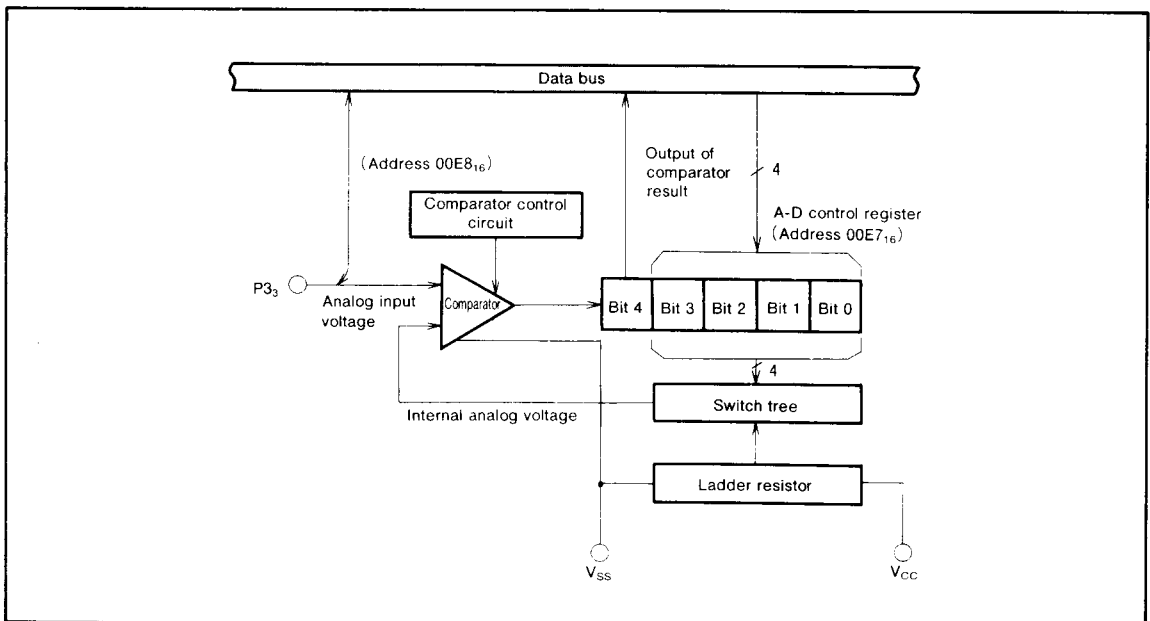 Data bus
(Address 00E8₁₆)
Output of
comparator
result
4
Comparator control
circuit
A-D control register
(Address 00E7₁₆)
P3₃
Analog input
voltage
Comparator
Bit 4
Bit 3
Bit 2
Bit 1
Bit 0
4
Switch tree
Internal analog voltage
Ladder resistor
V_SS
V_CC